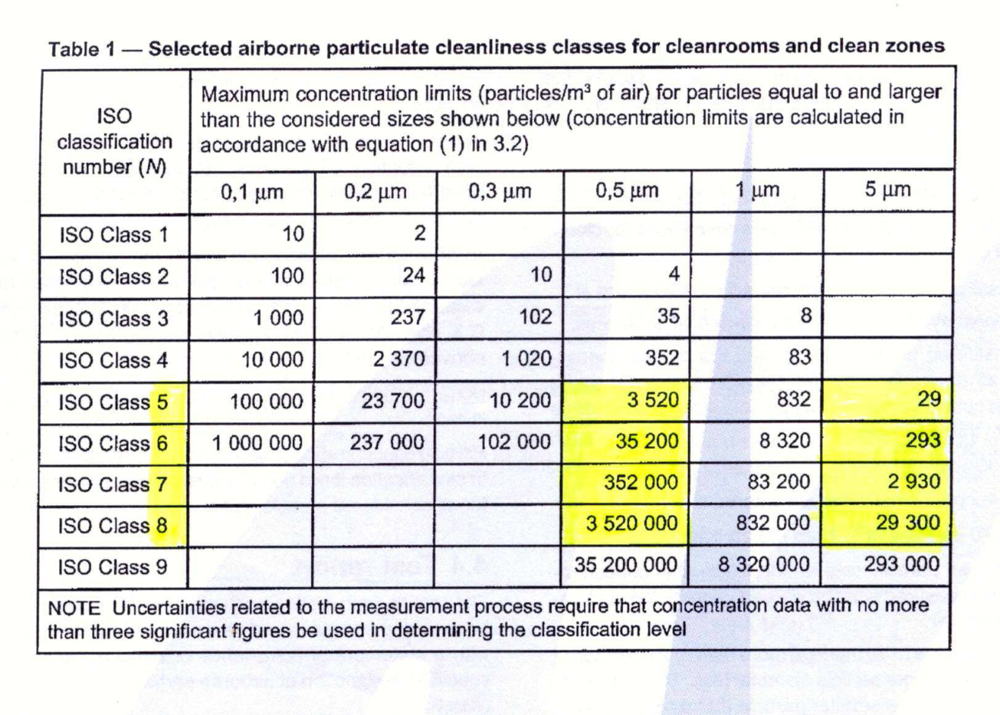 Table 1 — Selected airborne particulate cleanliness classes for cleanrooms and clean zones
ISO classification number (N)
Maximum concentration limits (particles/m³ of air) for particles equal to and larger
than the considered sizes shown below (concentration limits are calculated in
accordance with equation (1) in 3.2)
0,1 µm 0,2 µm 0,3 µm 0,5 µm 1 µm 5 µm
ISO Class 1 10 2
ISO Class 2 100 24 10 4
ISO Class 3 1 000 237 102 35 8
ISO Class 4 10 000 2 370 1 020 352 83
ISO Class 5 100 000 23 700 10 200 3 520 832 29
ISO Class 6 1 000 000 237 000 102 000 35 200 8 320 293
ISO Class 7 352 000 83 200 2 930
ISO Class 8 3 520 000 832 000 29 300
ISO Class 9 35 200 000 8 320 000 293 000
NOTE Uncertainties related to the measurement process require that concentration data with no more
than three significant figures be used in determining the classification level